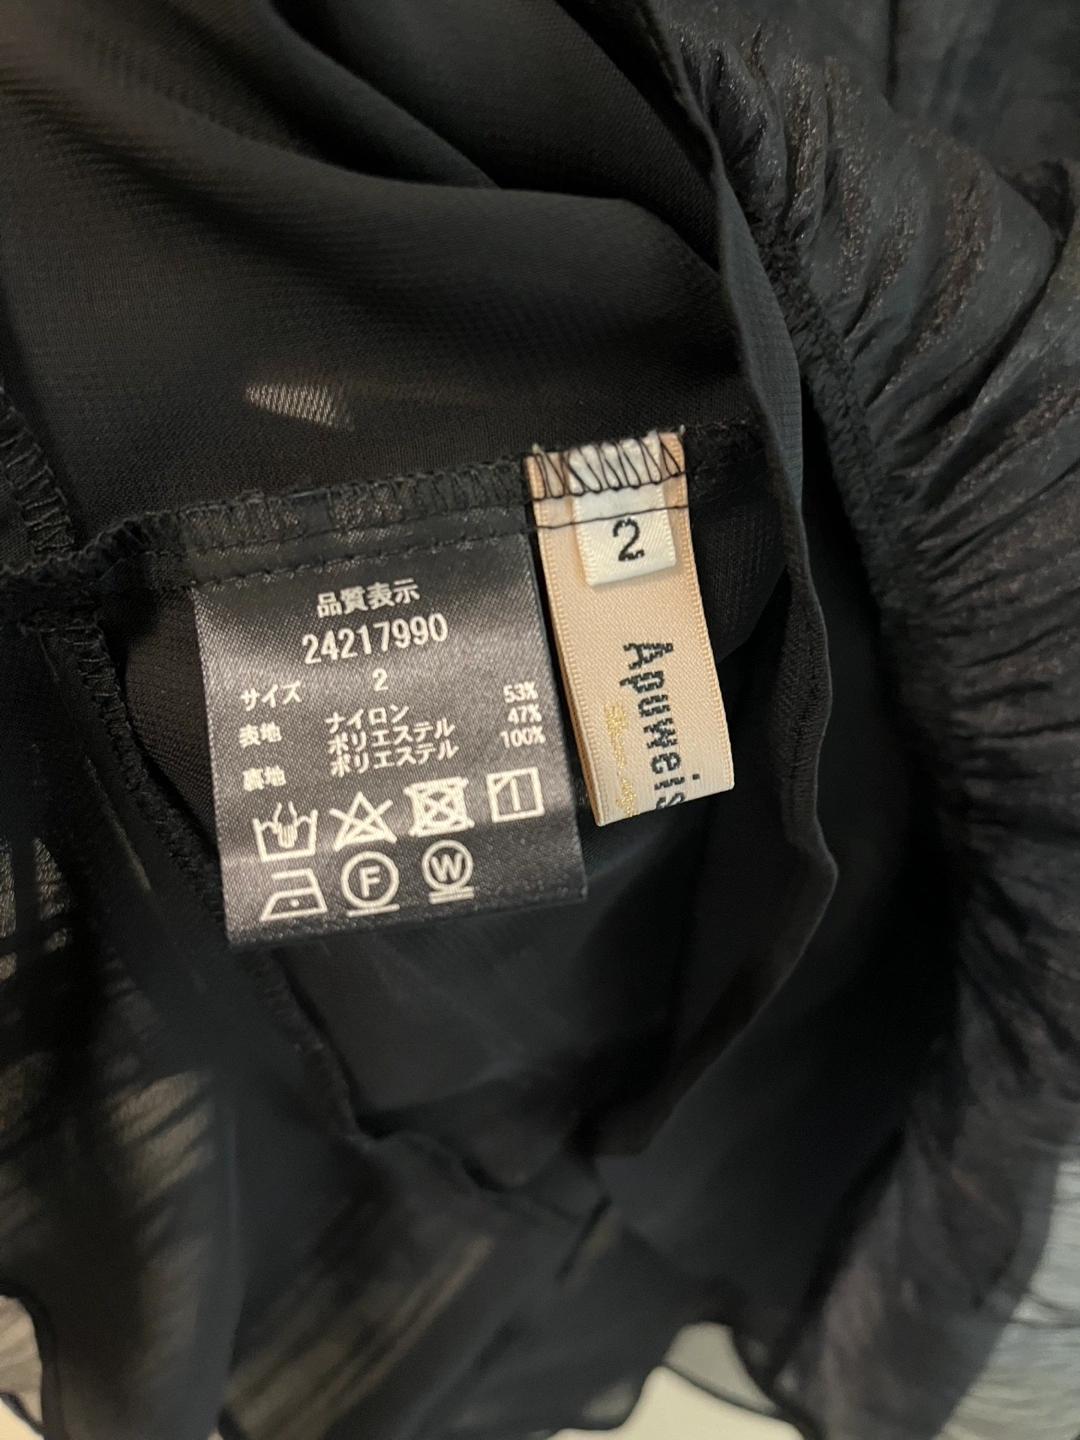 品質表示
24217990
サイズ 2
表地 ナイロン 53%
ポリエステル 47%
裏地 ポリエステル 100%
F W
2
Apuweis